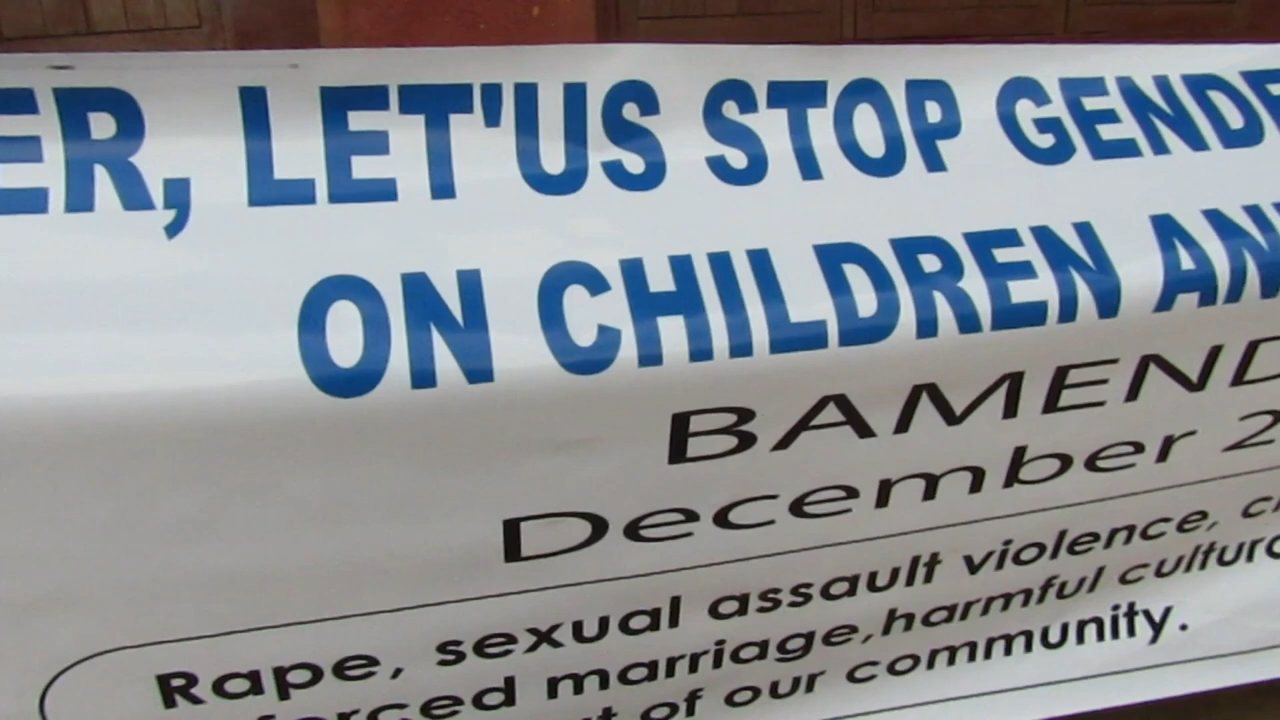 ER, LET'US STOP GENDE
ON CHILDREN AN
BAMEND
December 2
Rape, sexual assault violence, c
forced marriage, harmful cultura
of our community.